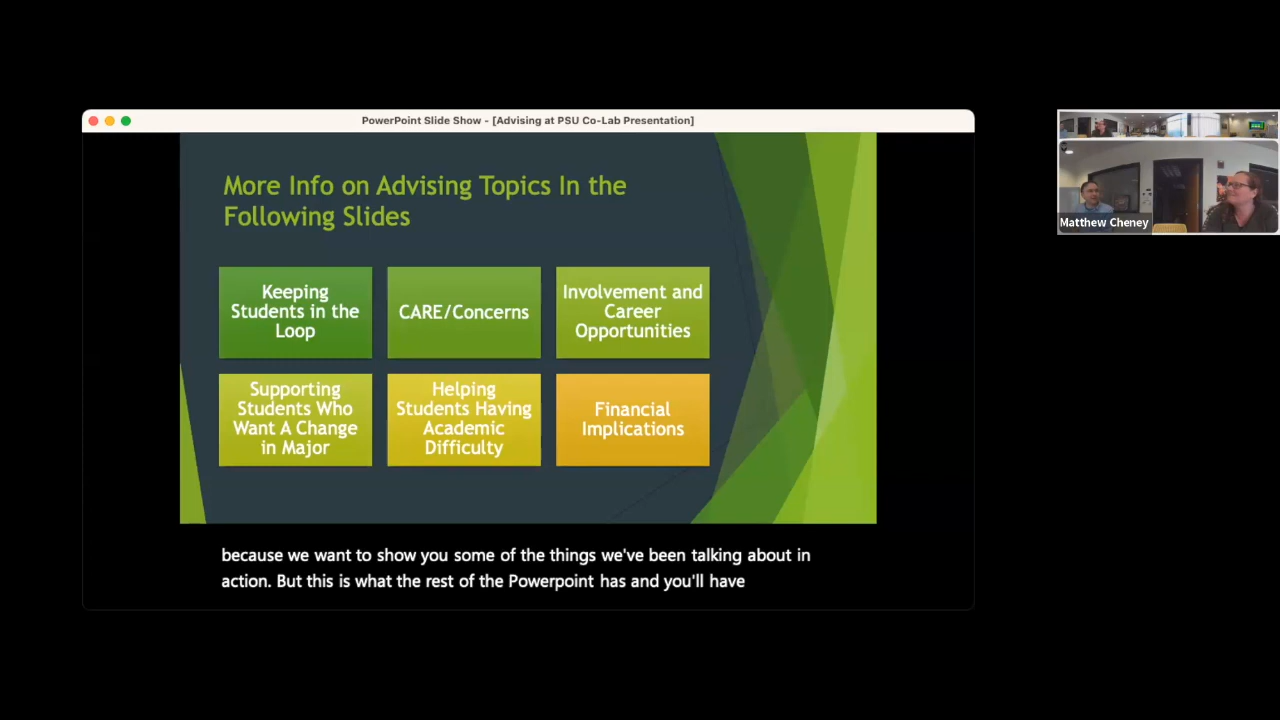 PowerPoint Slide Show - [Advising at PSU Co-Lab Presentation]
More Info on Advising Topics In the
Following Slides
Keeping
Students in the
Loop
CARE/Concerns
Involvement and
Career
Opportunities
Supporting
Students Who
Want A Change
in Major
Helping
Students Having
Academic
Difficulty
Financial
Implications
because we want to show you some of the things we've been talking about in
action. But this is what the rest of the Powerpoint has and you'll have
Matthew Cheney